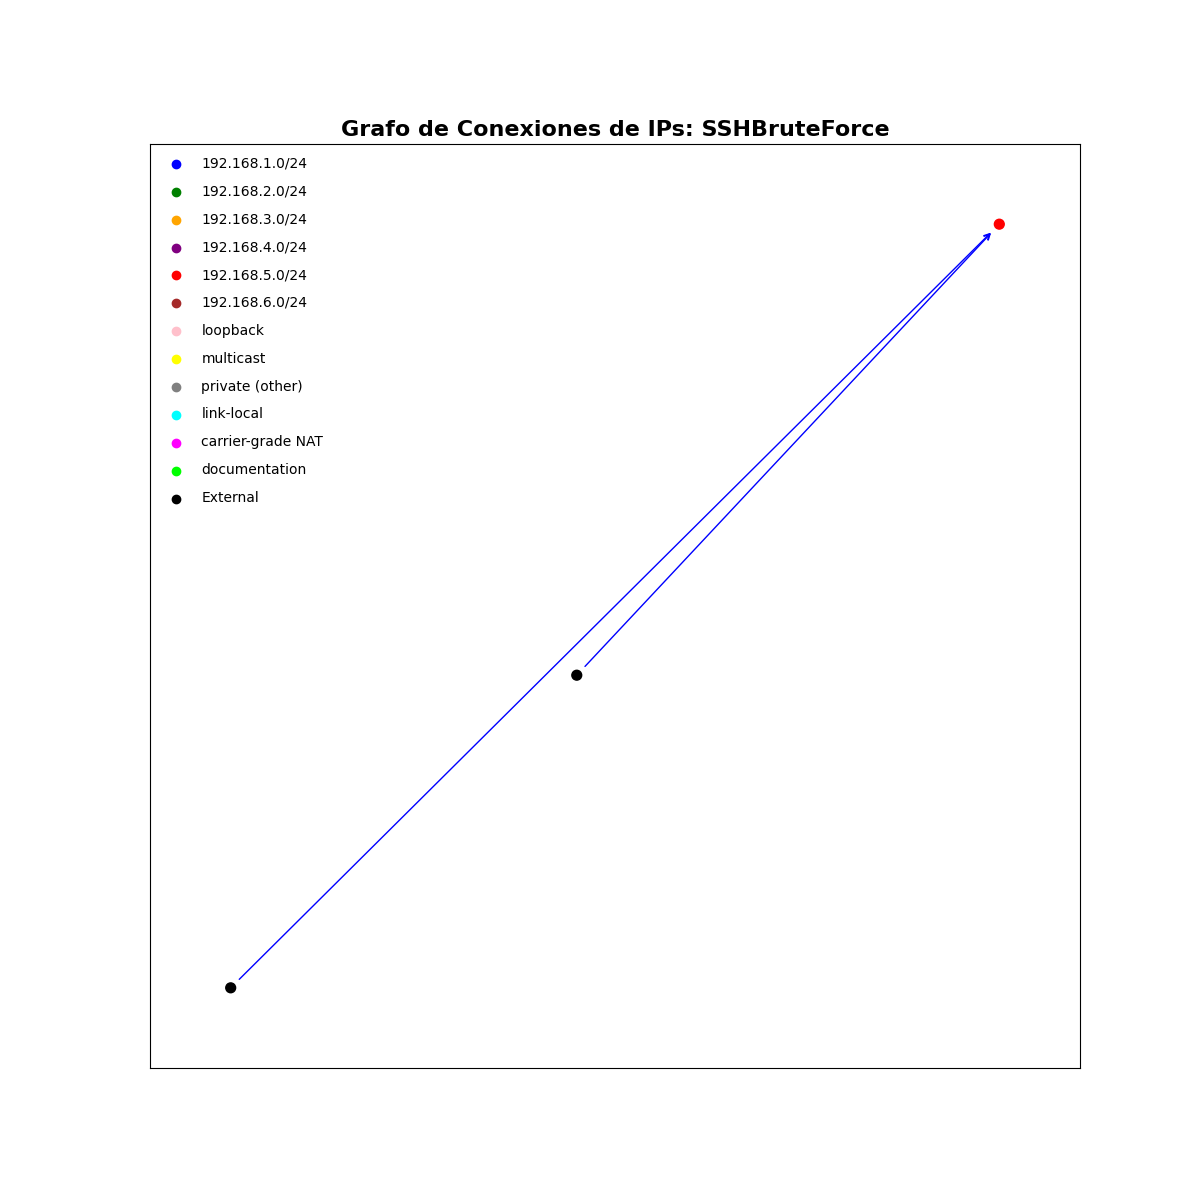 Grafo de Conexiones de IPs: SSHBruteForce
192.168.1.0/24
192.168.2.0/24
192.168.3.0/24
192.168.4.0/24
192.168.5.0/24
192.168.6.0/24
loopback
multicast
private (other)
link-local
carrier-grade NAT
documentation
External